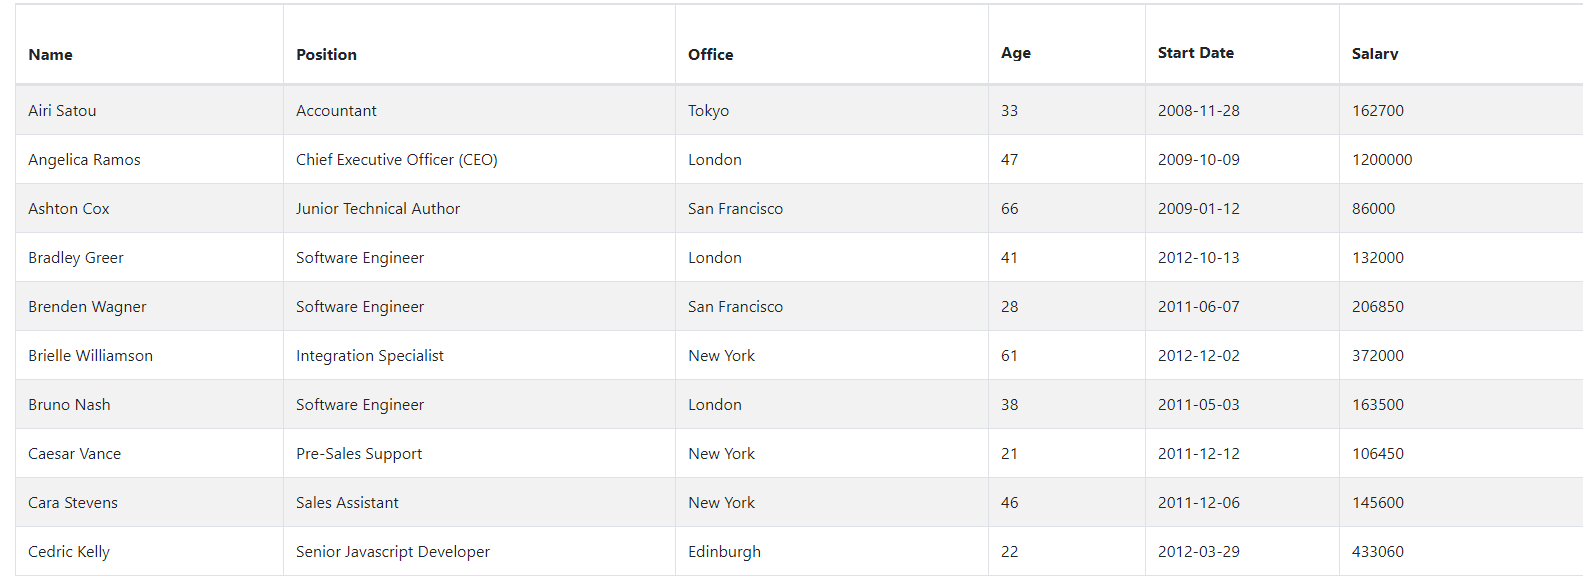 Name Position Office Age Start Date Salary
Airi Satou Accountant Tokyo 33 2008-11-28 162700
Angelica Ramos Chief Executive Officer (CEO) London 47 2009-10-09 1200000
Ashton Cox Junior Technical Author San Francisco 66 2009-01-12 86000
Bradley Greer Software Engineer London 41 2012-10-13 132000
Brenden Wagner Software Engineer San Francisco 28 2011-06-07 206850
Brielle Williamson Integration Specialist New York 61 2012-12-02 372000
Bruno Nash Software Engineer London 38 2011-05-03 163500
Caesar Vance Pre-Sales Support New York 21 2011-12-12 106450
Cara Stevens Sales Assistant New York 46 2011-12-06 145600
Cedric Kelly Senior Javascript Developer Edinburgh 22 2012-03-29 433060